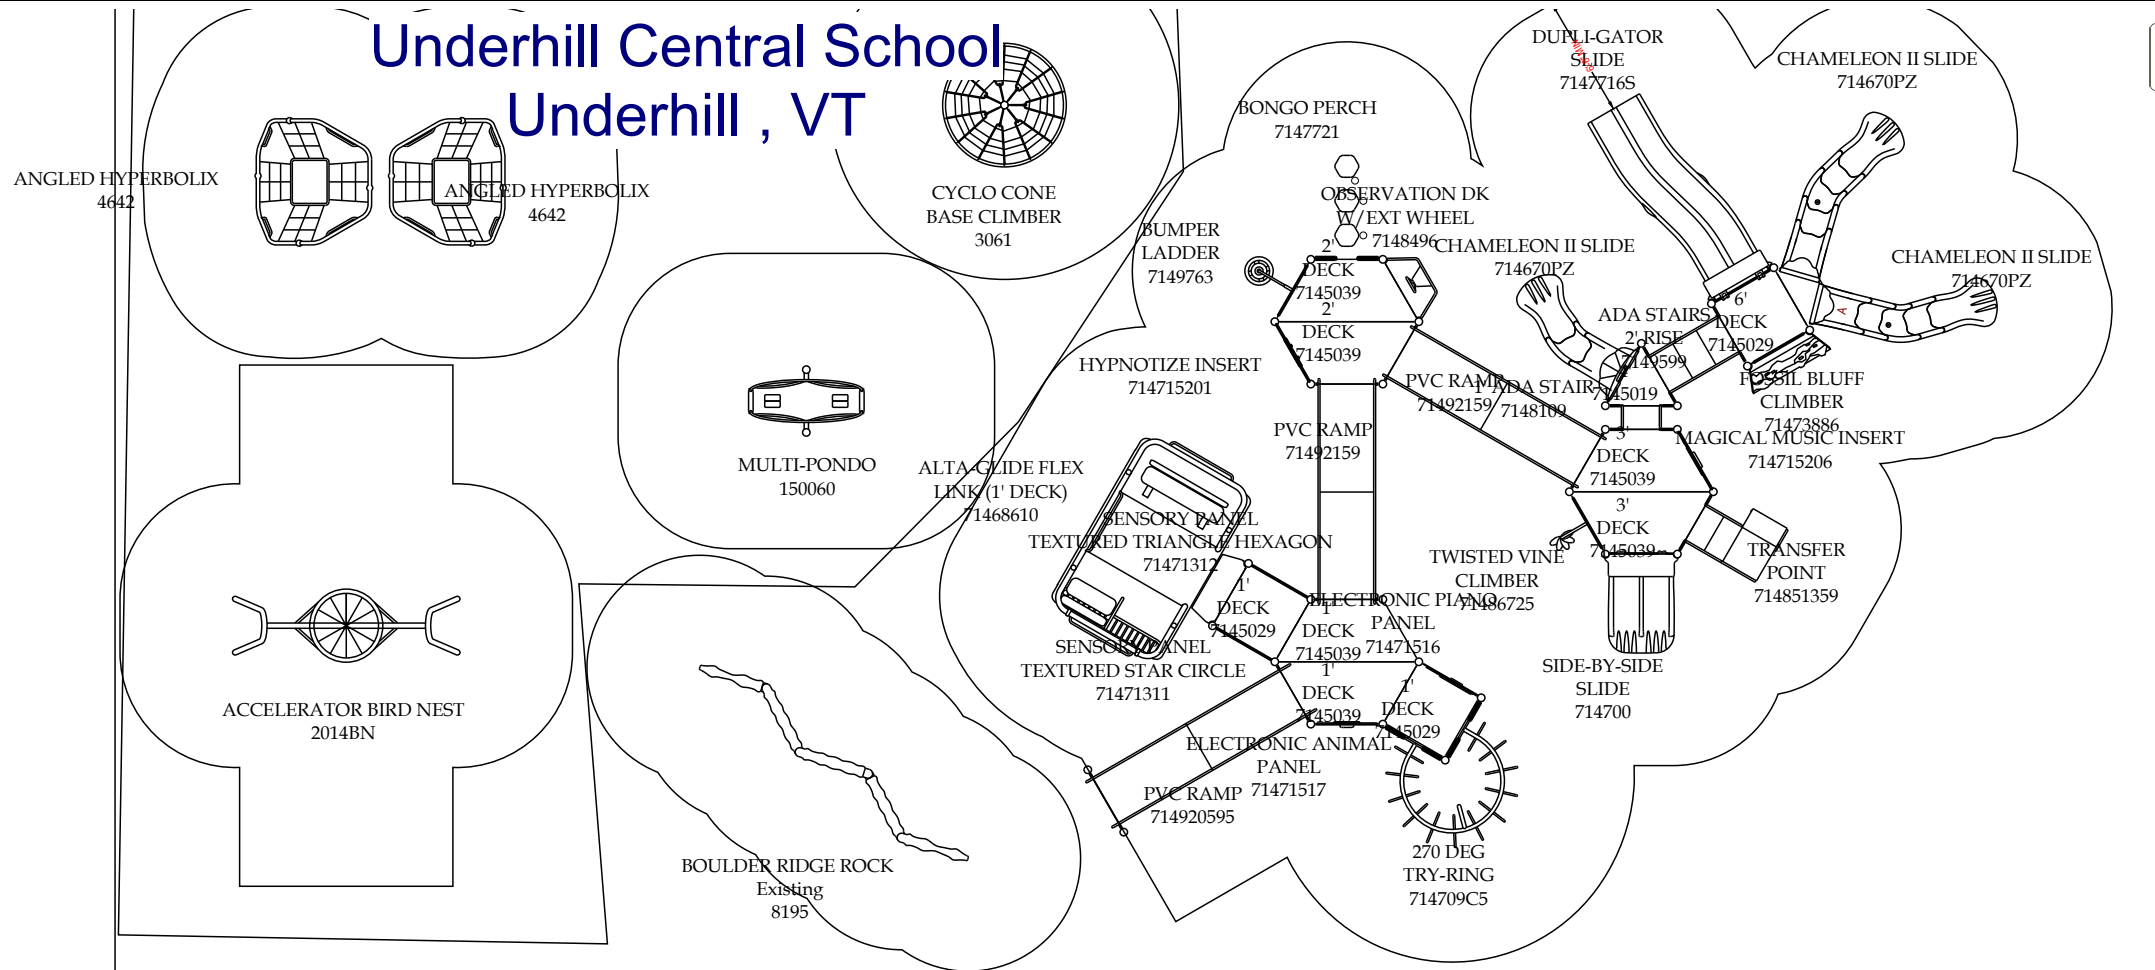 Underhill Central School
Underhill , VT
ANGLED HYPERBOLIX
4642
ANGLED HYPERBOLIX
4642
CYCLO CONE
BASE CLIMBER
3061
BONGO PERCH
7147721
DUPLI-GATOR
SLIDE
7147716S
CHAMELEON II SLIDE
714670PZ
OBSERVATION DK
W/EXT WHEEL
7148496
BUMPER
LADDER
7149763
CHAMELEON II SLIDE
714670PZ
CHAMELEON II SLIDE
714670PZ
A
2'
DECK
7145039
2'
DECK
7145039
ADA STAIRS
2' RISE
7149599
6'
DECK
7145029
HYPNOTIZE INSERT
714715201
PVC RAMP
71492159
1' ADA STAIR
7148109
7145019
FOSSIL BLUFF
CLIMBER
71473886
PVC RAMP
71492159
3'
DECK
7145039
MAGICAL MUSIC INSERT
714715206
MULTI-PONDO
150060
ALTA-GLIDE FLEX
LINK (1' DECK)
71468610
SENSORY PANEL
TEXTURED TRIANGLE HEXAGON
71471312
3'
DECK
7145039
TWISTED VINE
CLIMBER
71486725
TRANSFER
POINT
714851359
1'
DECK
7145029
1'
DECK
7145039
ELECTRONIC PIANO
PANEL
71471516
SENSORY PANEL
TEXTURED STAR CIRCLE
71471311
1'
DECK
7145039
1'
DECK
7145029
SIDE-BY-SIDE
SLIDE
714700
ACCELERATOR BIRD NEST
2014BN
ELECTRONIC ANIMAL
PANEL
71471517
PVC RAMP
714920595
BOULDER RIDGE ROCK
Existing
8195
270 DEG
TRY-RING
714709C5